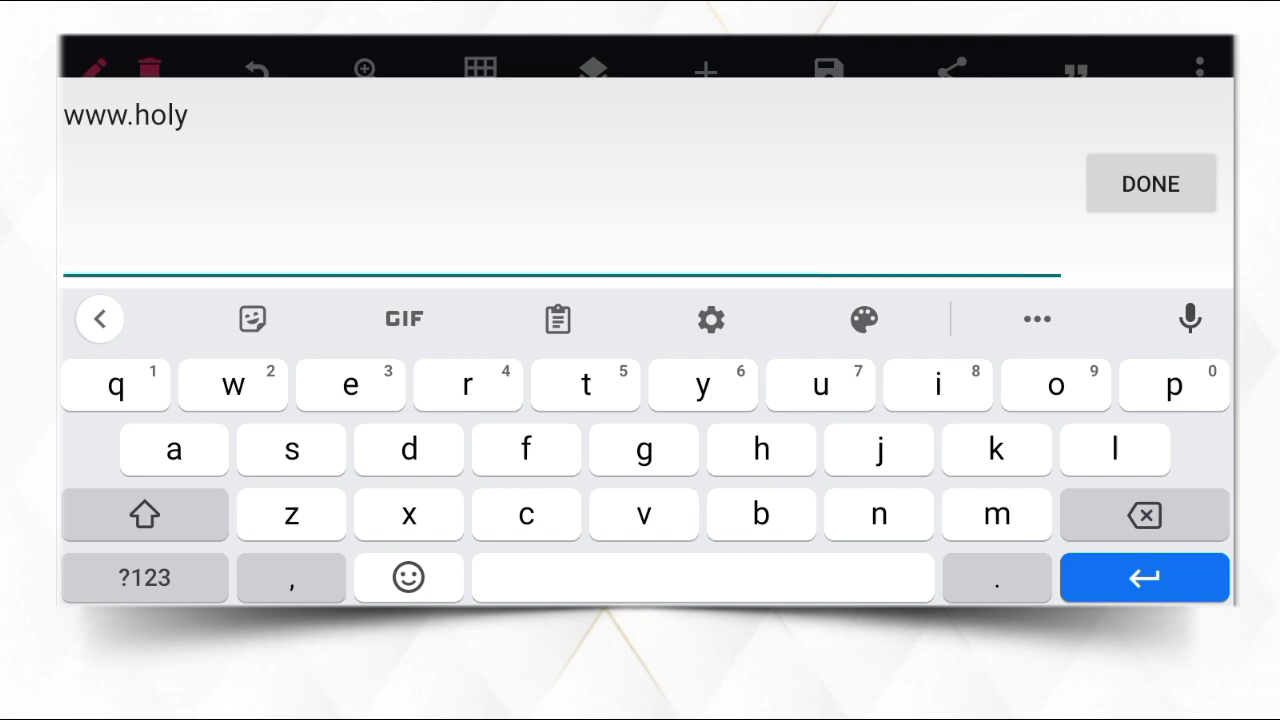 www.holy
DONE
GIF
q 1 w 2 e 3 r 4 t 5 y 6 u 7 i 8 o 9 p 0
a s d f g h j k l
z x c v b n m
?123 , .